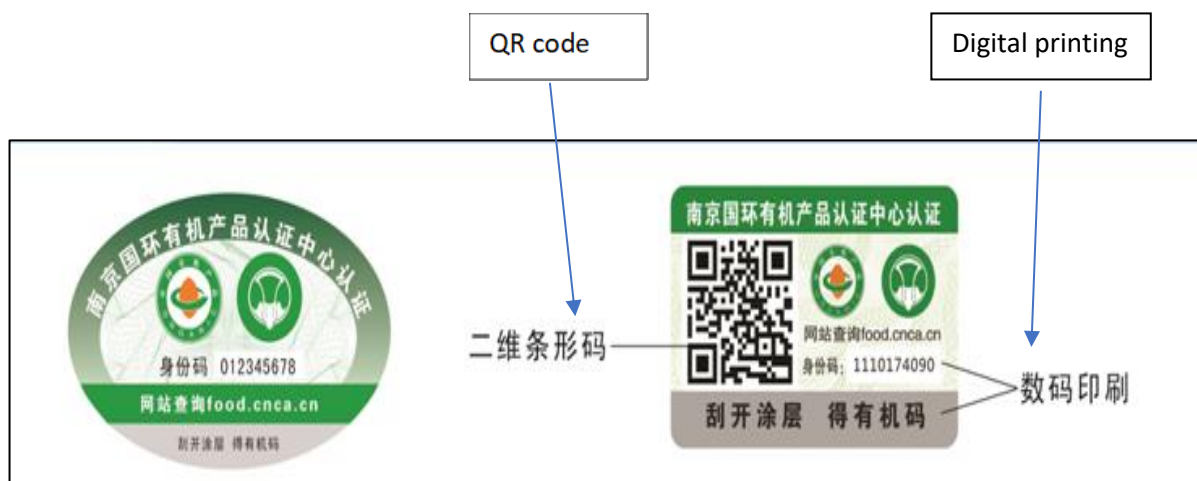 QR code
Digital printing
南京国环有机产品认证中心认证
身份码 012345678
网站查询food.cnca.cn
刮开涂层 得有机码
二维条形码
南京国环有机产品认证中心认证
网站查询food.cnca.cn
身份码：1110174090
刮开涂层 得有机码
数码印刷